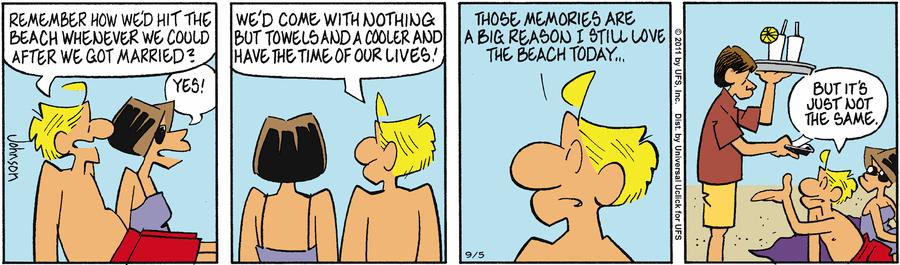 REMEMBER HOW WE'D HIT THE
BEACH WHENEVER WE COULD
AFTER WE GOT MARRIED?
YES!
Johnson
WE'D COME WITH NOTHING
BUT TOWELS AND A COOLER AND
HAVE THE TIME OF OUR LIVES!
THOSE MEMORIES ARE
A BIG REASON I STILL LOVE
THE BEACH TODAY...
9/5
© 2011 by UFS, Inc. Dist. by Universal Uclick for UFS
BUT IT'S
JUST NOT
THE SAME.